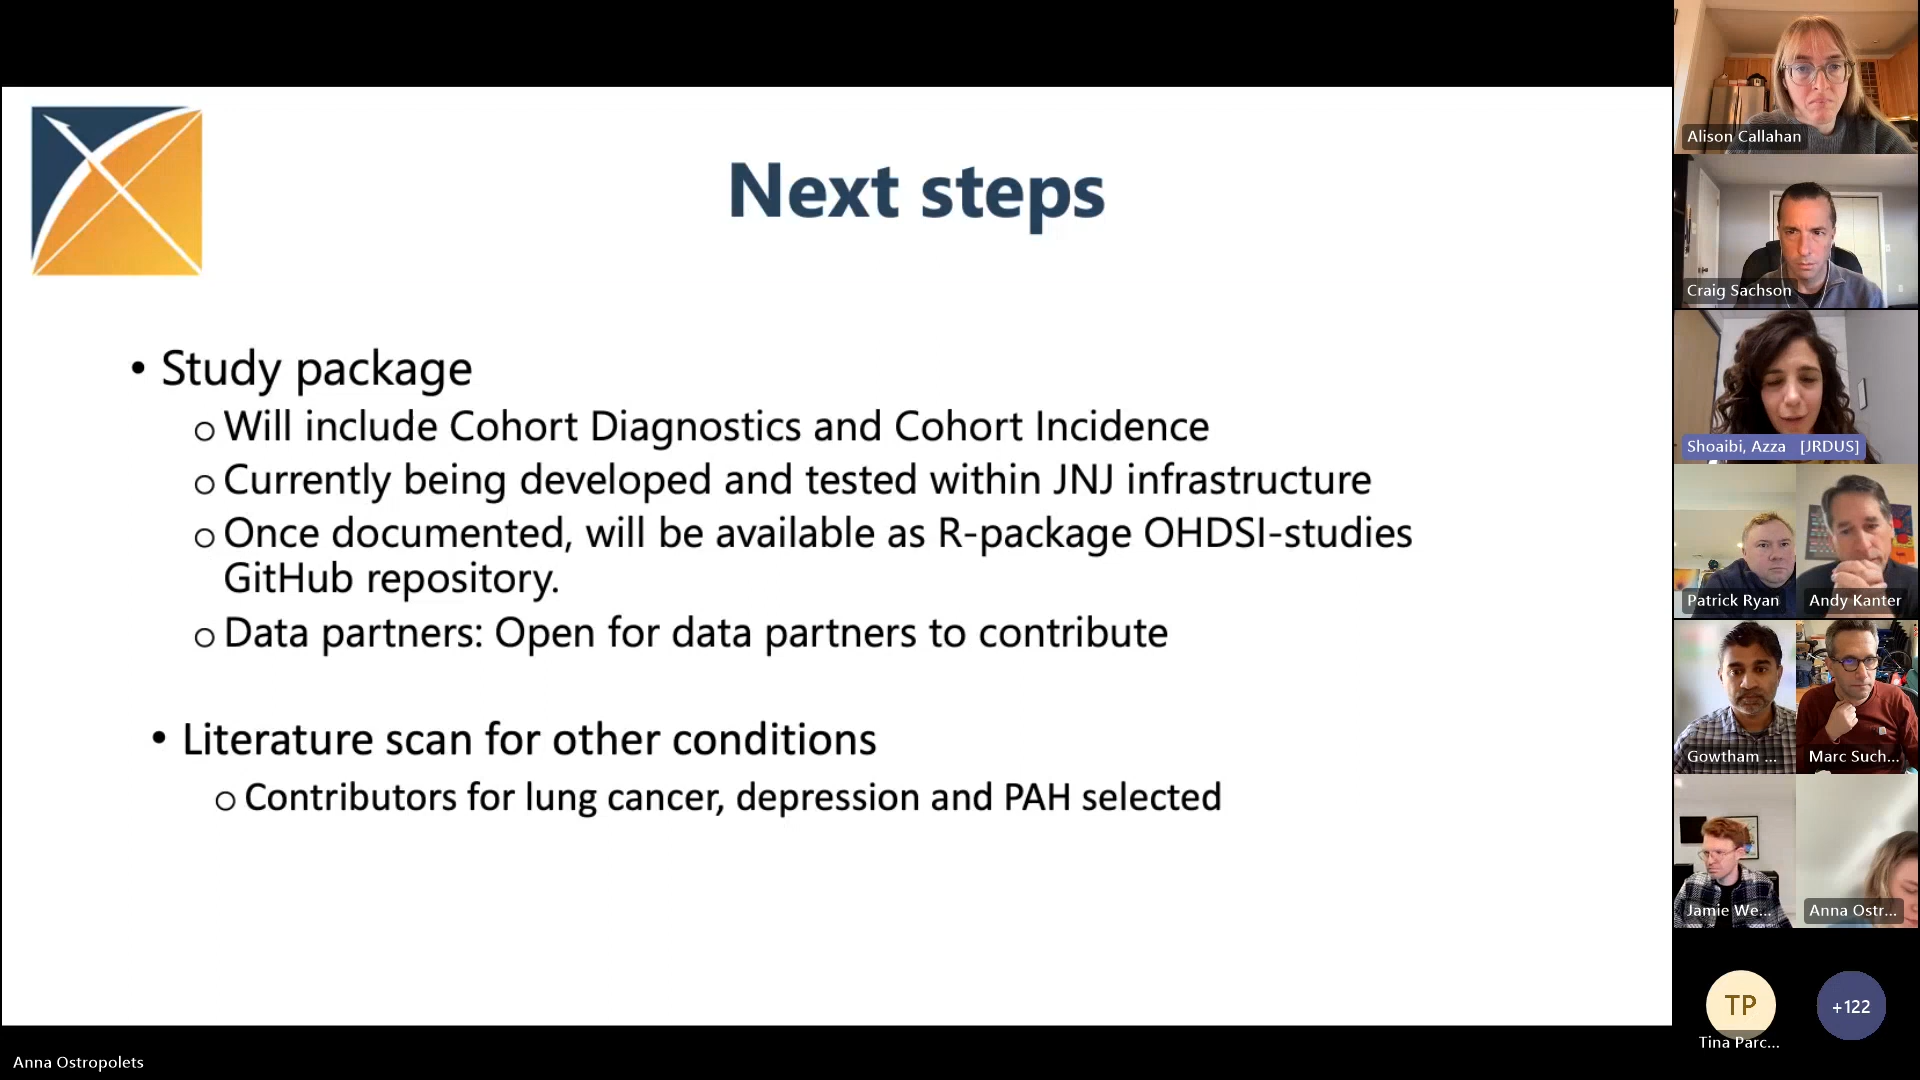 Next steps
• Study package
o Will include Cohort Diagnostics and Cohort Incidence
o Currently being developed and tested within JNJ infrastructure
o Once documented, will be available as R-package OHDSI-studies
GitHub repository.
o Data partners: Open for data partners to contribute
• Literature scan for other conditions
o Contributors for lung cancer, depression and PAH selected
Alison Callahan
Craig Sachson
Shoaibi, Azza [JRDUS]
Patrick Ryan
Andy Kanter
Gowtham ...
Marc Such...
Jamie We...
Anna Ostr...
TP
+122
Tina Parc...
Anna Ostropolets